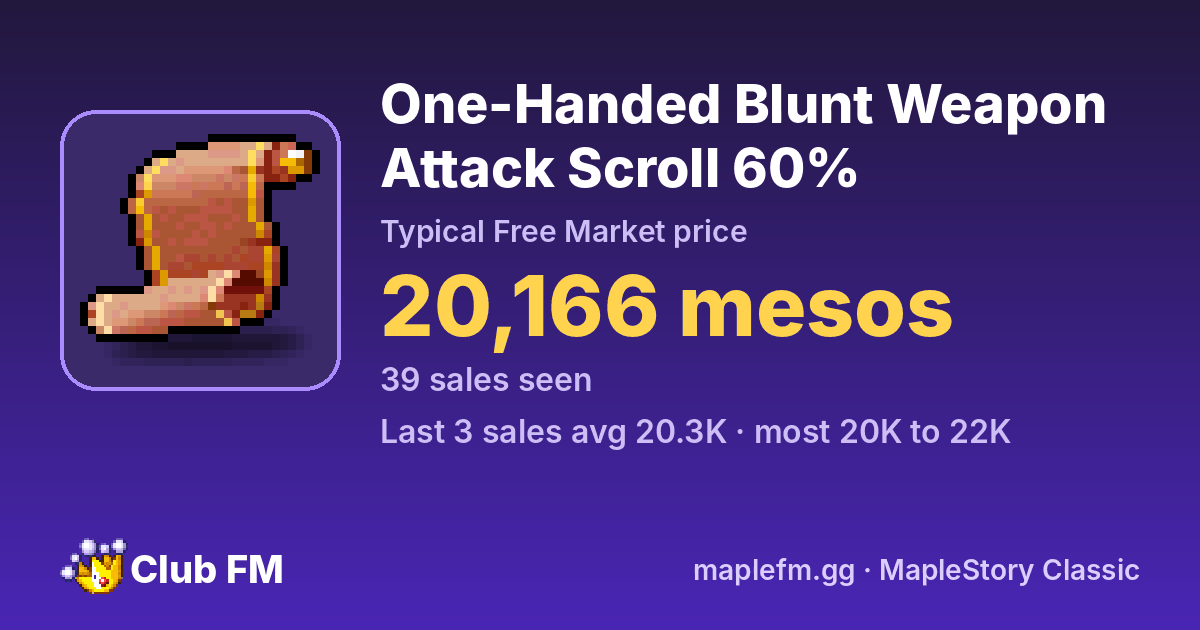 One-Handed Blunt Weapon
Attack Scroll 60%
Typical Free Market price
20,166 mesos
39 sales seen
Last 3 sales avg 20.3K · most 20K to 22K
Club FM
maplefm.gg · MapleStory Classic